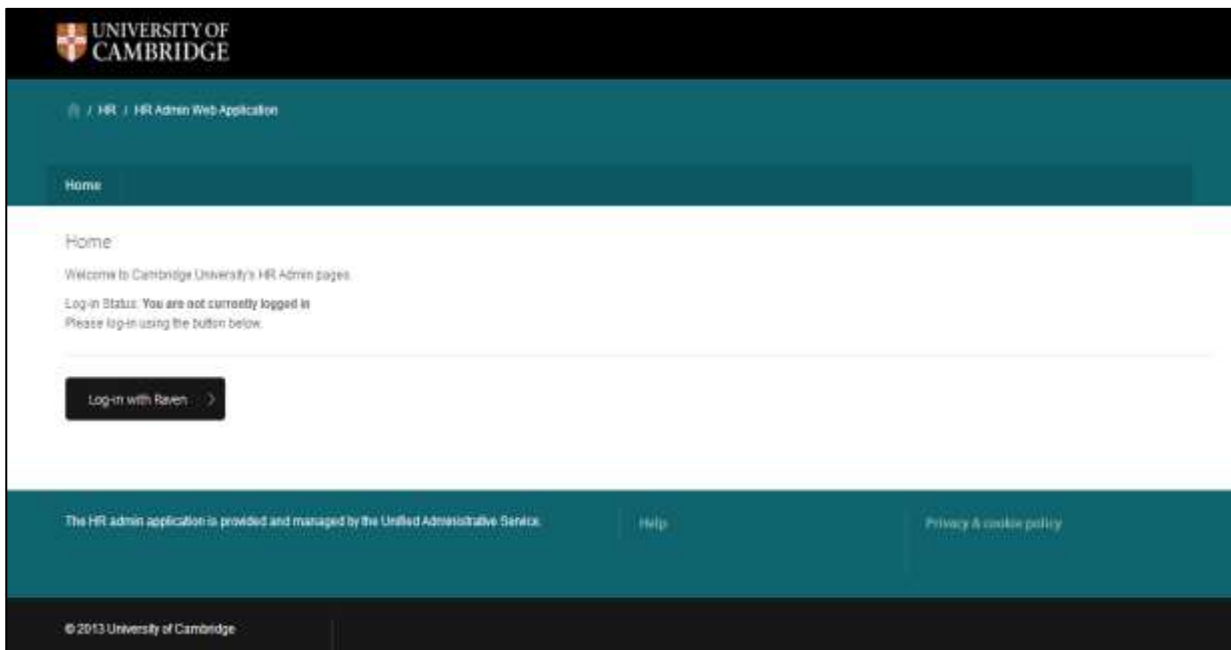 UNIVERSITY OF
CAMBRIDGE
/ HR / HR Admin Web Application
Home
Home
Welcome to Cambridge University's HR Admin pages.
Log-in Status: You are not currently logged in
Please log-in using the button below.
Log-in with Raven
The HR admin application is provided and managed by the Unified Administrative Service.
Help
Privacy & cookie policy
© 2013 University of Cambridge